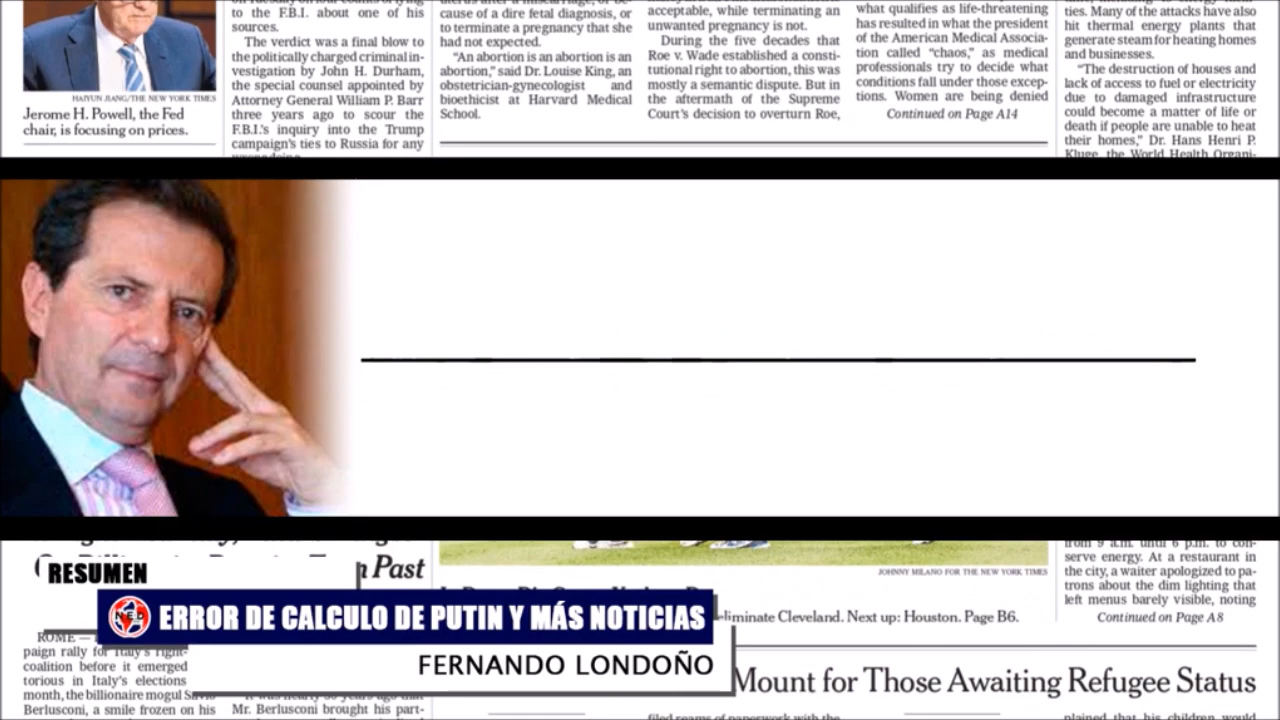 to the F.B.I. about one of his
sources.
The verdict was a final blow to
the politically charged criminal in-
vestigation by John H. Durham,
the special counsel appointed by
Attorney General William P. Barr
three years ago to scour the
F.B.I.'s inquiry into the Trump
campaign's ties to Russia for any
HAIYUN JIANG/THE NEW YORK TIMES
Jerome H. Powell, the Fed
chair, is focusing on prices.
cause of a dire fetal diagnosis, or
to terminate a pregnancy that she
had not expected.
"An abortion is an abortion is an
abortion," said Dr. Louise King, an
obstetrician-gynecologist and
bioethicist at Harvard Medical
School.
acceptable, while terminating an
unwanted pregnancy is not.
During the five decades that
Roe v. Wade established a consti-
tutional right to abortion, this was
mostly a semantic dispute. But in
the aftermath of the Supreme
Court's decision to overturn Roe,
what qualifies as life-threatening
has resulted in what the president
of the American Medical Associa-
tion called "chaos," as medical
professionals try to decide what
conditions fall under those excep-
tions. Women are being denied
Continued on Page A14
ties. Many of the attacks have also
hit thermal energy plants that
generate steam for heating homes
and businesses.
"The destruction of houses and
lack of access to fuel or electricity
due to damaged infrastructure
could become a matter of life or
death if people are unable to heat
their homes," Dr. Hans Henri P.
Kluge, the World Health Organi-
Past
RESUMEN
ERROR DE CALCULO DE PUTIN Y MÁS NOTICIAS
FERNANDO LONDOÑO
ROME —
paign rally for Italy's right-
coalition before it emerged
torious in Italy's elections
month, the billionaire mogul Silvio
Berlusconi, a smile frozen on his
Mr. Berlusconi brought his part-
JOHNNY MILANO FOR THE NEW YORK TIMES
eliminate Cleveland. Next up: Houston. Page B6.
from 9 a.m. until 6 p.m. to con-
serve energy. At a restaurant in
the city, a waiter apologized to pa-
trons about the dim lighting that
left menus barely visible, noting
Continued on Page A8
Mount for Those Awaiting Refugee Status
filed reams of paperwork with the
plained that his children would